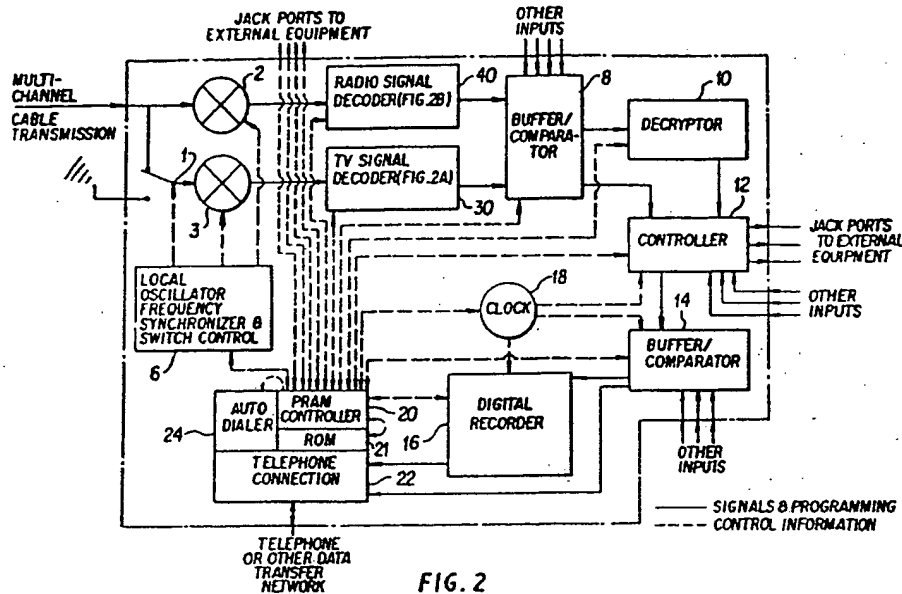 JACK PORTS TO
EXTERNAL EQUIPMENT
OTHER
INPUTS
MULTI-
CHANNEL
CABLE
TRANSMISSION
2
RADIO SIGNAL
DECODER(FIG.2B)
40
8
BUFFER/
COMPARA-
TOR
10
DECRYPTOR
1
3
TV SIGNAL
DECODER(FIG.2A)
30
12
CONTROLLER
JACK PORTS
TO EXTERNAL
EQUIPMENT
OTHER
INPUTS
LOCAL
OSCILLATOR
FREQUENCY
SYNCHRONIZER &
SWITCH CONTROL
6
CLOCK
18
14
BUFFER/
COMPARATOR
OTHER
INPUTS
24
AUTO
DIALER
PRAM
CONTROLLER
20
ROM
21
TELEPHONE
CONNECTION
22
16
DIGITAL
RECORDER
SIGNALS & PROGRAMMING
CONTROL INFORMATION
TELEPHONE
OR OTHER DATA
TRANSFER
NETWORK
FIG. 2